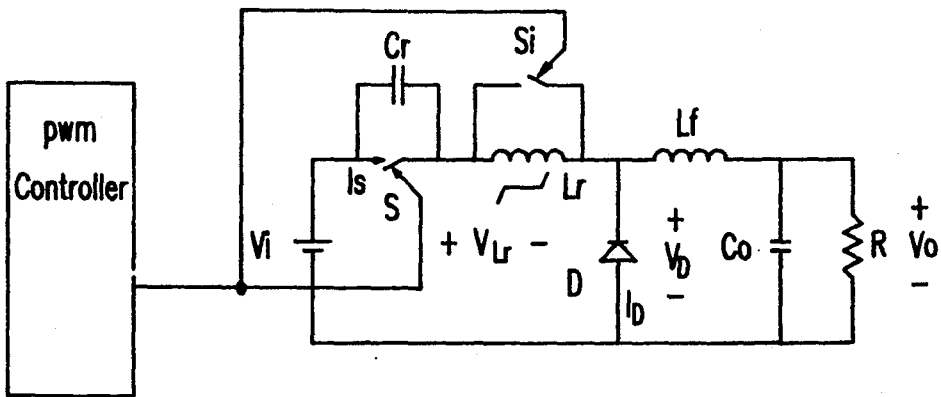 pwm
Controller
Cr
Si
Lf
Is
S
Lr
Vi
+ VLr -
D
ID
+
VD
-
Co
R
+
Vo
-